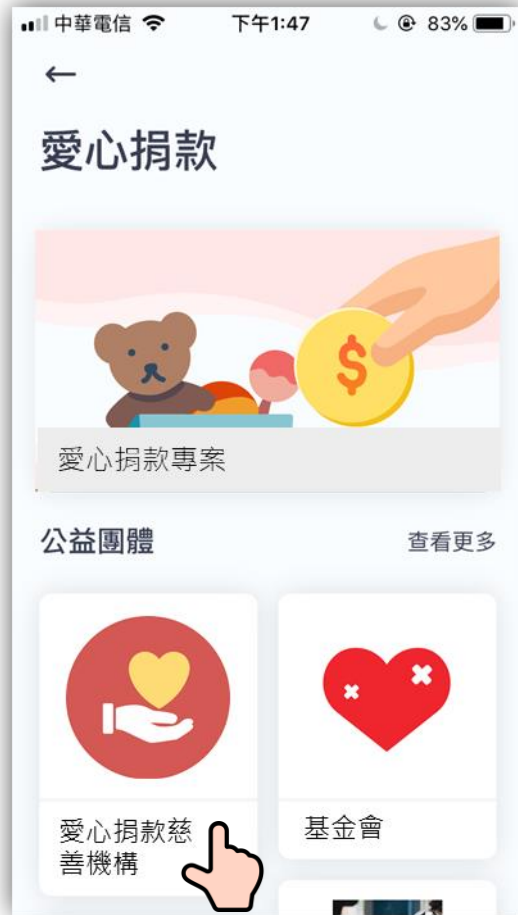 中華電信 下午1:47 83%
←
愛心捐款
$
愛心捐款專案
公益團體 查看更多
愛心捐款慈
善機構
基金會